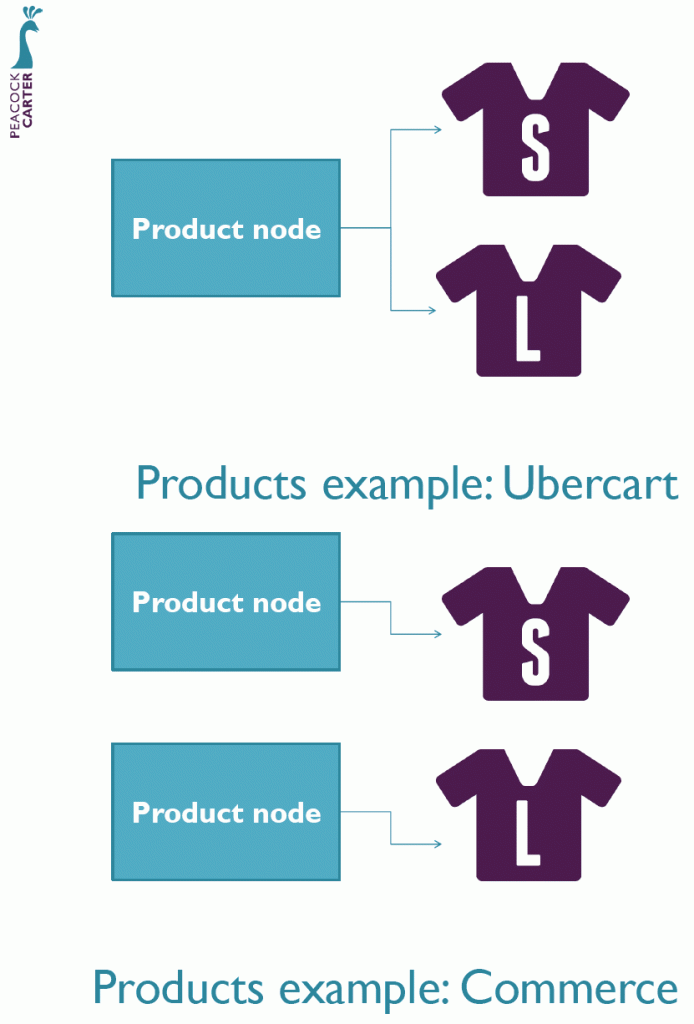 PEACOCK
CARTER
S
Product node
L
Products example: Ubercart
Product node
S
Product node
L
Products example: Commerce